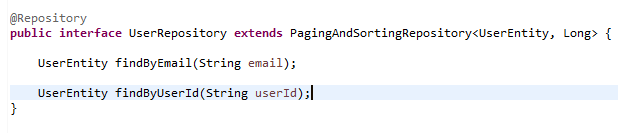 @Repository
public interface UserRepository extends PagingAndSortingRepository<UserEntity, Long> {
UserEntity findByEmail(String email);
UserEntity findByUserId(String userId);
}